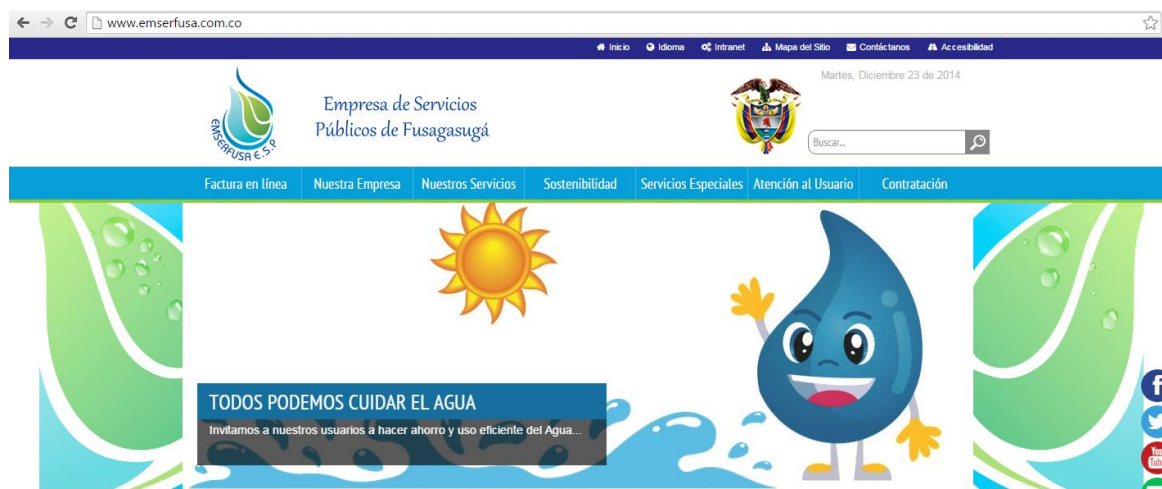 www.emserfusa.com.co
Inicio Idioma Intranet Mapa del Sitio Contáctanos Accesibilidad
Martes, Diciembre 23 de 2014
EMSERFUSA E.S.P
Empresa de Servicios
Públicos de Fusagasugá
Buscar...
Factura en línea Nuestra Empresa Nuestros Servicios Sostenibilidad Servicios Especiales Atención al Usuario Contratación
TODOS PODEMOS CUIDAR EL AGUA
Invitamos a nuestros usuarios a hacer ahorro y uso eficiente del Agua...
f
You
Tube